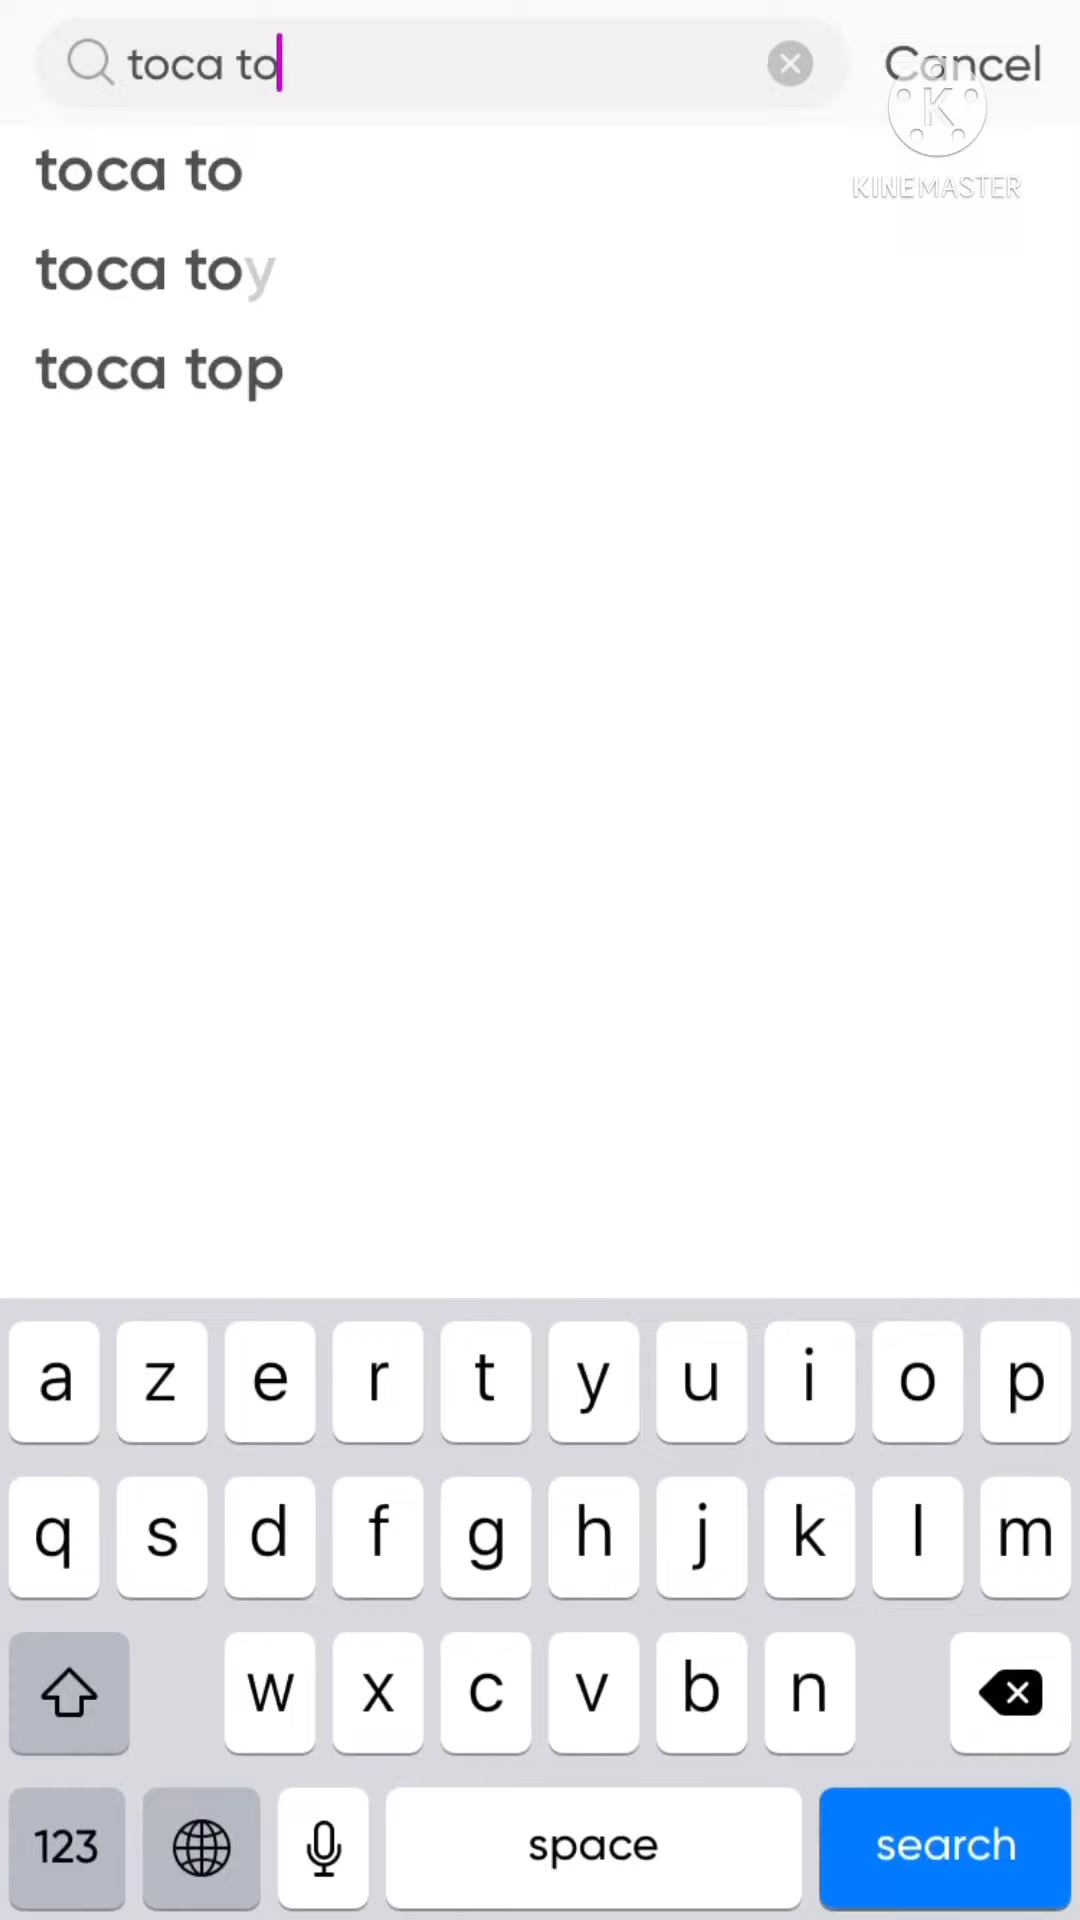 toca to Cancel
K
KINEMASTER
toca to
toca toy
toca top
a z e r t y u i o p
q s d f g h j k l m
w x c v b n
123 space search